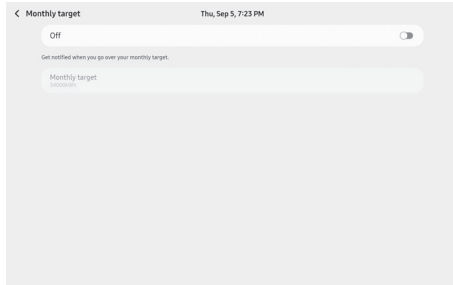 Monthly target
Thu, Sep 5, 7:23 PM
Off
Get notified when you go over your monthly target.
Monthly target